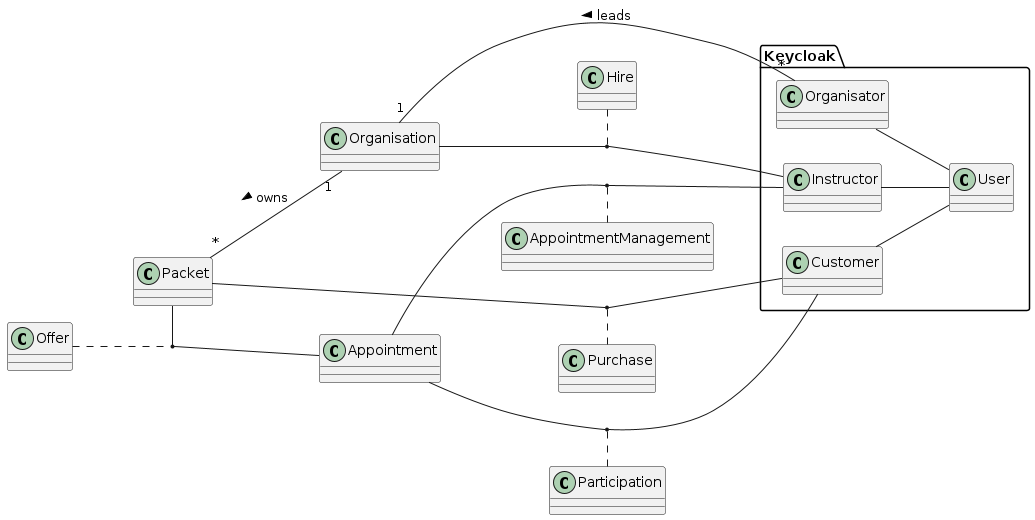 ◄ leads
Keycloak
C Hire
*
C Organisator
1
C Organisation
C Instructor
C User
1
◄ owns
C AppointmentManagement
*
C Customer
C Packet
C Offer
C Appointment
C Purchase
C Participation